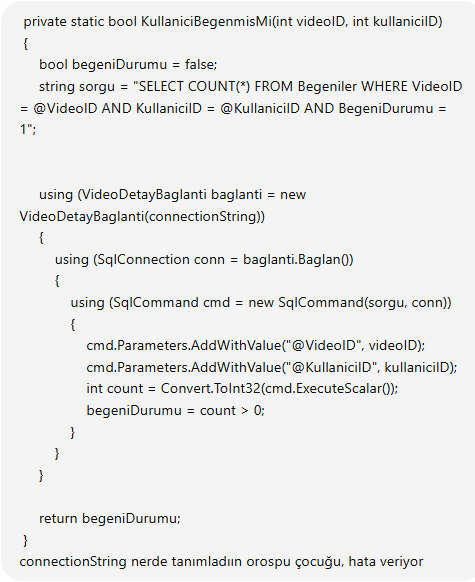 private static bool KullaniciBegenmisMi(int videoID, int kullaniciID)
{
bool begeniDurumu = false;
string sorgu = "SELECT COUNT(*) FROM Begeniler WHERE VideoID
= @VideoID AND KullaniciID = @KullaniciID AND BegeniDurumu =
1";
using (VideoDetayBaglanti baglanti = new
VideoDetayBaglanti(connectionString))
{
using (SqlConnection conn = baglanti.Baglan())
{
using (SqlCommand cmd = new SqlCommand(sorgu, conn))
{
cmd.Parameters.AddWithValue("@VideoID", videoID);
cmd.Parameters.AddWithValue("@KullaniciID", kullaniciID);
int count = Convert.ToInt32(cmd.ExecuteScalar());
begeniDurumu = count > 0;
}
}
}
return begeniDurumu;
}
connectionString nerde tanımladıın orospu çocuğu, hata veriyor